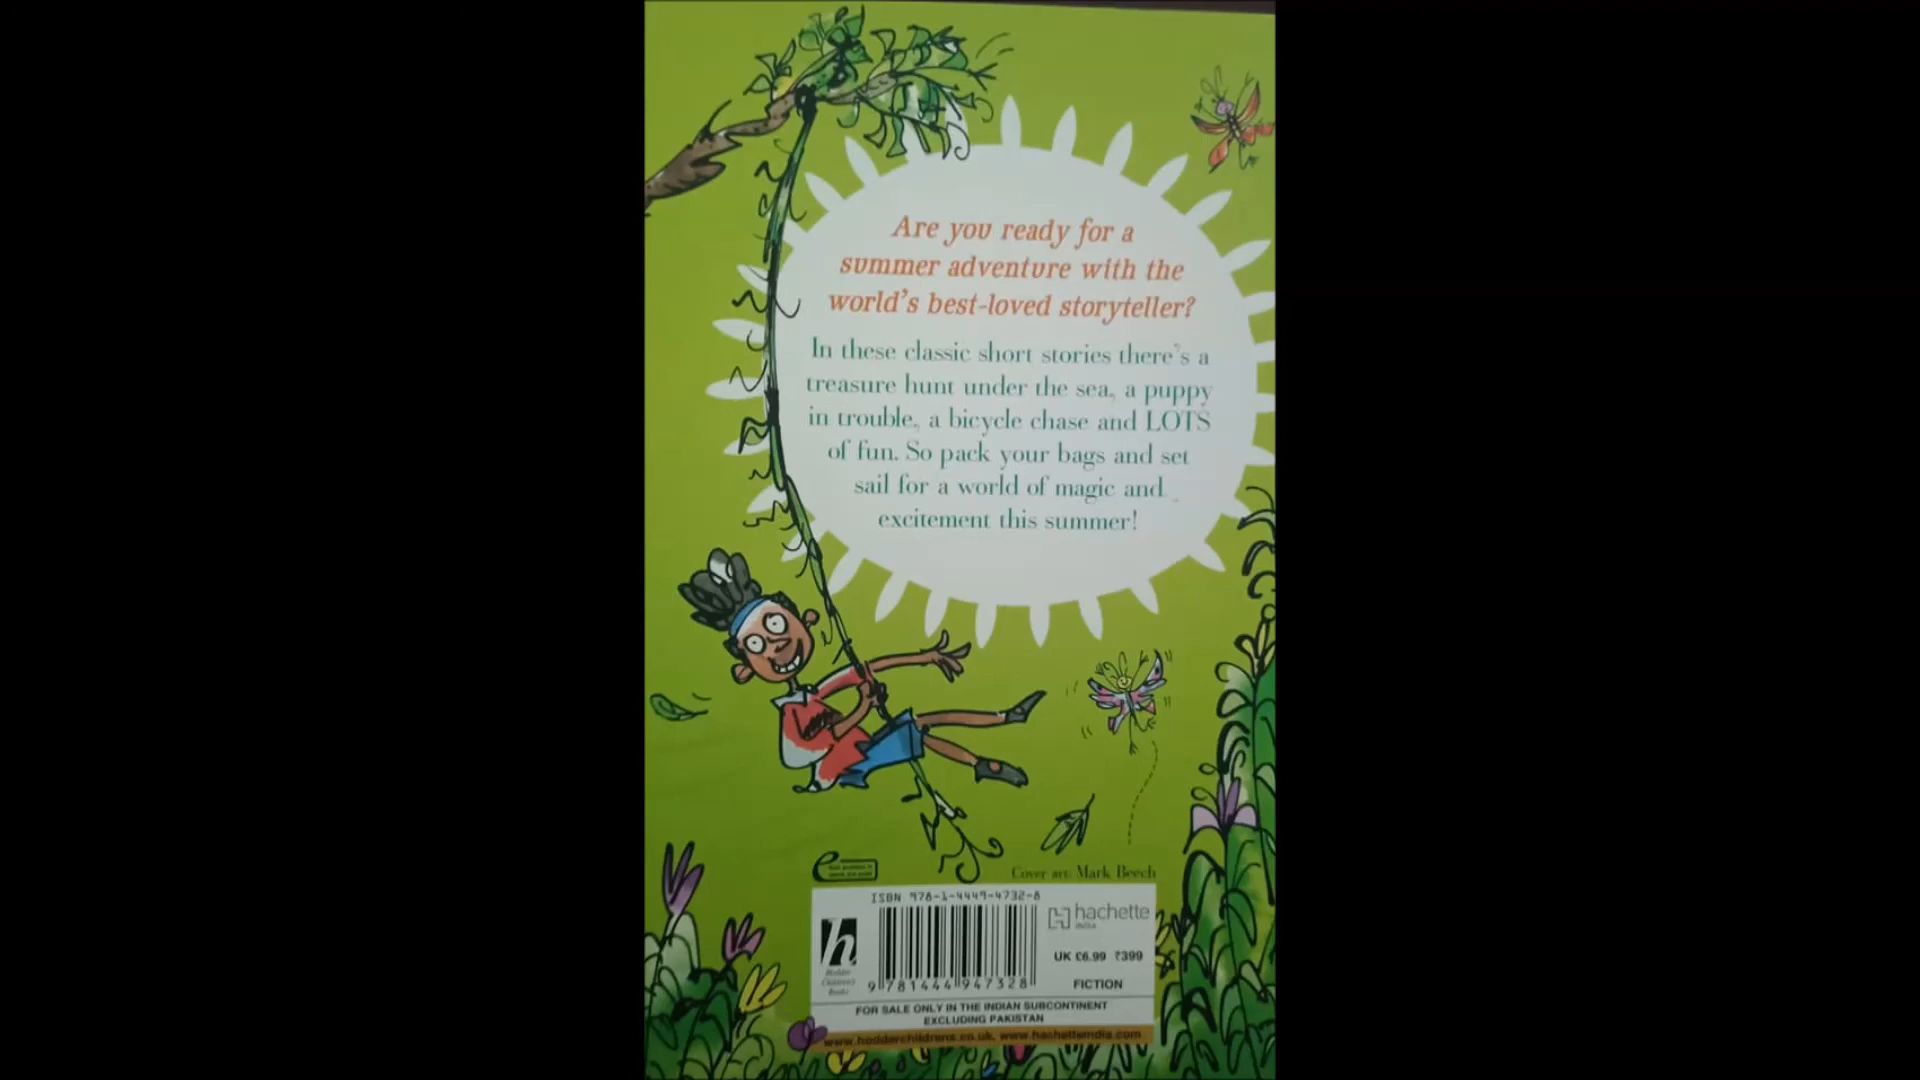 Are you ready for a
summer adventure with the
world's best-loved storyteller?
In these classic short stories there's a
treasure hunt under the sea, a puppy
in trouble, a bicycle chase and LOTS
of fun. So pack your bags and set
sail for a world of magic and
excitement this summer!
Cover art: Mark Beech
ISBN 978-1-4449-4732-8
hachette
INDIA
UK £6.99 ₹399
h
Hodder
Children's
Books
9 781444 947328
FICTION
FOR SALE ONLY IN THE INDIAN SUBCONTINENT
EXCLUDING PAKISTAN
www.hodderchildrens.co.uk, www.hachetteindia.com